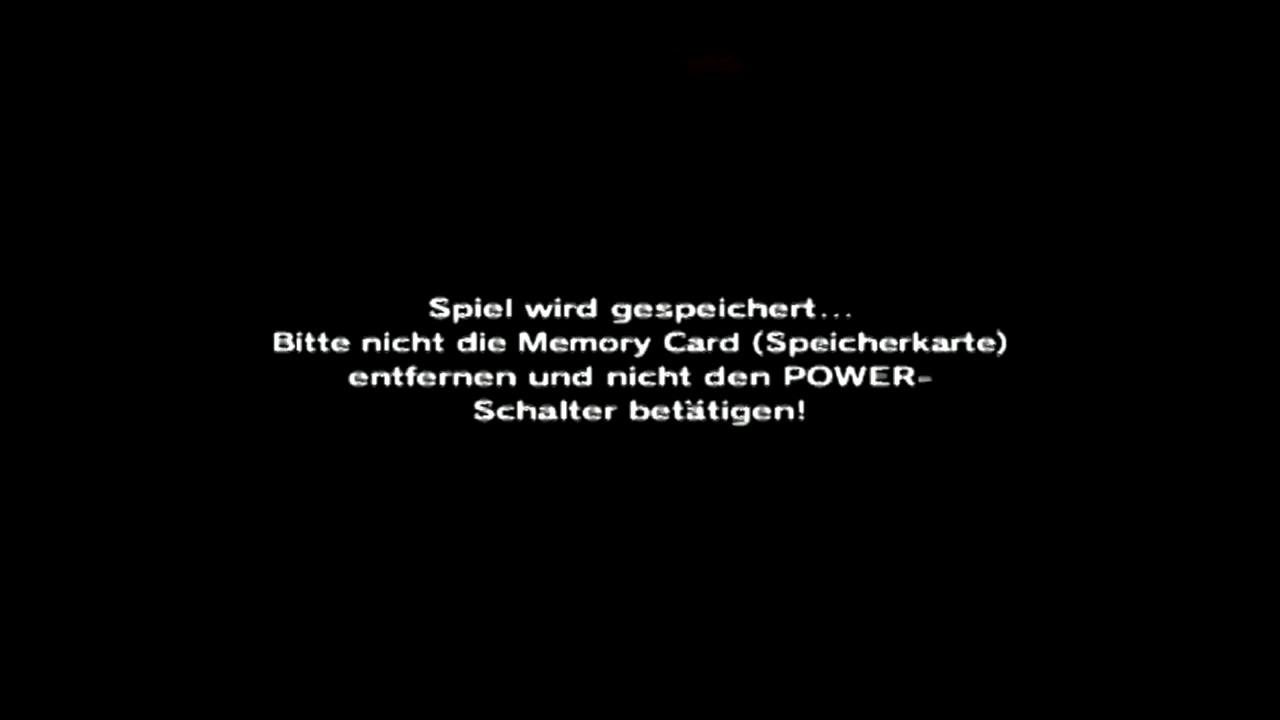 Spiel wird gespeichert...
Bitte nicht die Memory Card (Speicherkarte)
entfernen und nicht den POWER-
Schalter betätigen!